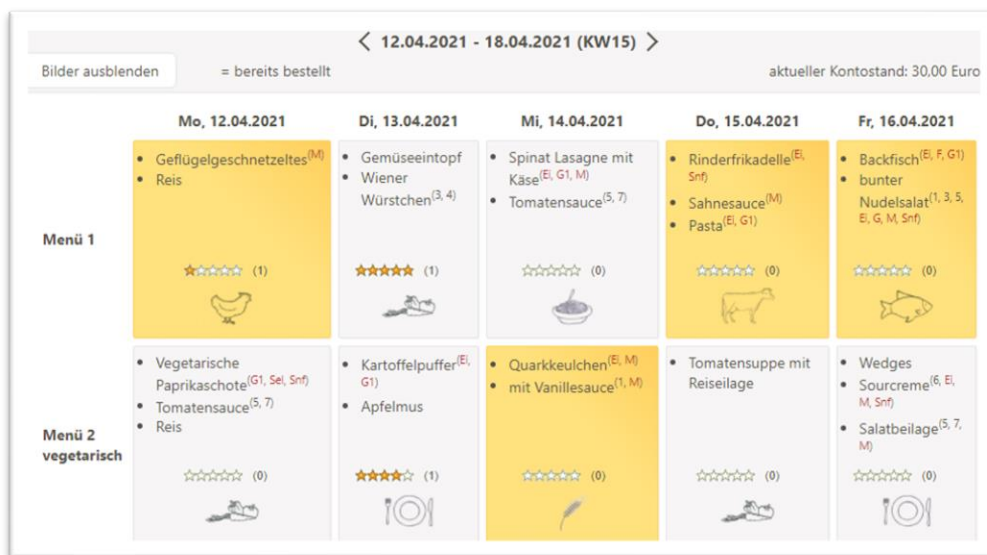 12.04.2021 - 18.04.2021 (KW15)
Bilder ausblenden
= bereits bestellt
aktueller Kontostand: 30,00 Euro
Mo, 12.04.2021
Di, 13.04.2021
Mi, 14.04.2021
Do, 15.04.2021
Fr, 16.04.2021
Menü 1
Geflügelgeschnetzeltes(M)
Reis
(1)
Gemüseeintopf
Wiener
Würstchen(3, 4)
(1)
Spinat Lasagne mit
Käse(Ei, G1, M)
Tomatensauce(5, 7)
(0)
Rinderfrikadelle(Ei,
Snf)
Sahnesauce(M)
Pasta(Ei, G1)
(0)
Backfisch(Ei, F, G1)
bunter
Nudelsalat(1, 3, 5,
Ei, G, M, Snf)
(0)
Menü 2
vegetarisch
Vegetarische
Paprikaschote(G1, Sel, Snf)
Tomatensauce(5, 7)
Reis
(0)
Kartoffelpuffer(Ei,
G1)
Apfelmus
(1)
Quarkkeulchen(Ei, M)
mit Vanillesauce(1, M)
(0)
Tomatensuppe mit
Reiseilage
(0)
Wedges
Sourcreme(6, Ei,
M, Snf)
Salatbeilage(5, 7,
M)
(0)